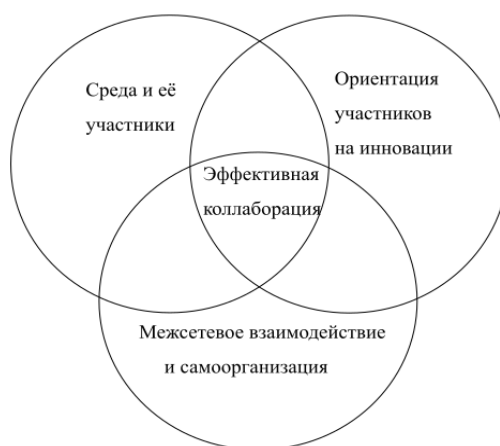 Среда и её
участники
Ориентация
участников
на инновации
Эффективная
коллаборация
Межсетевое взаимодействие
и самоорганизация